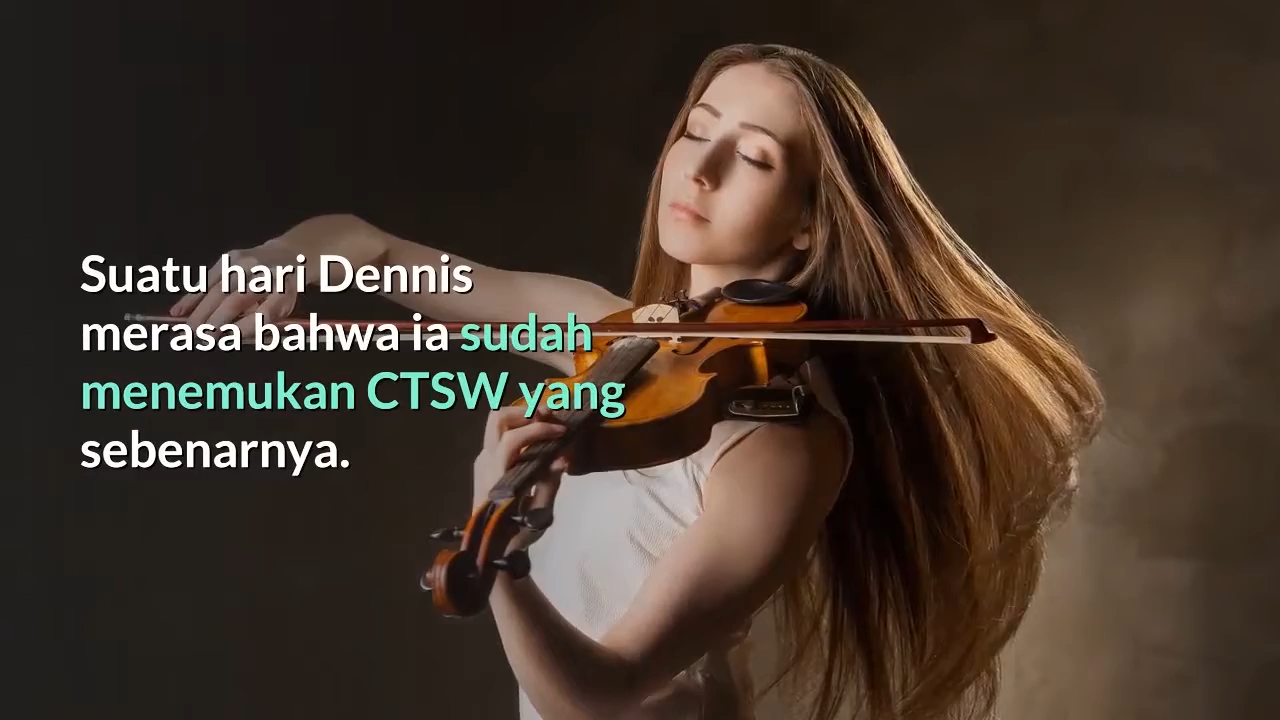 Suatu hari Dennis
merasa bahwa ia sudah
menemukan CTSW yang
sebenarnya.